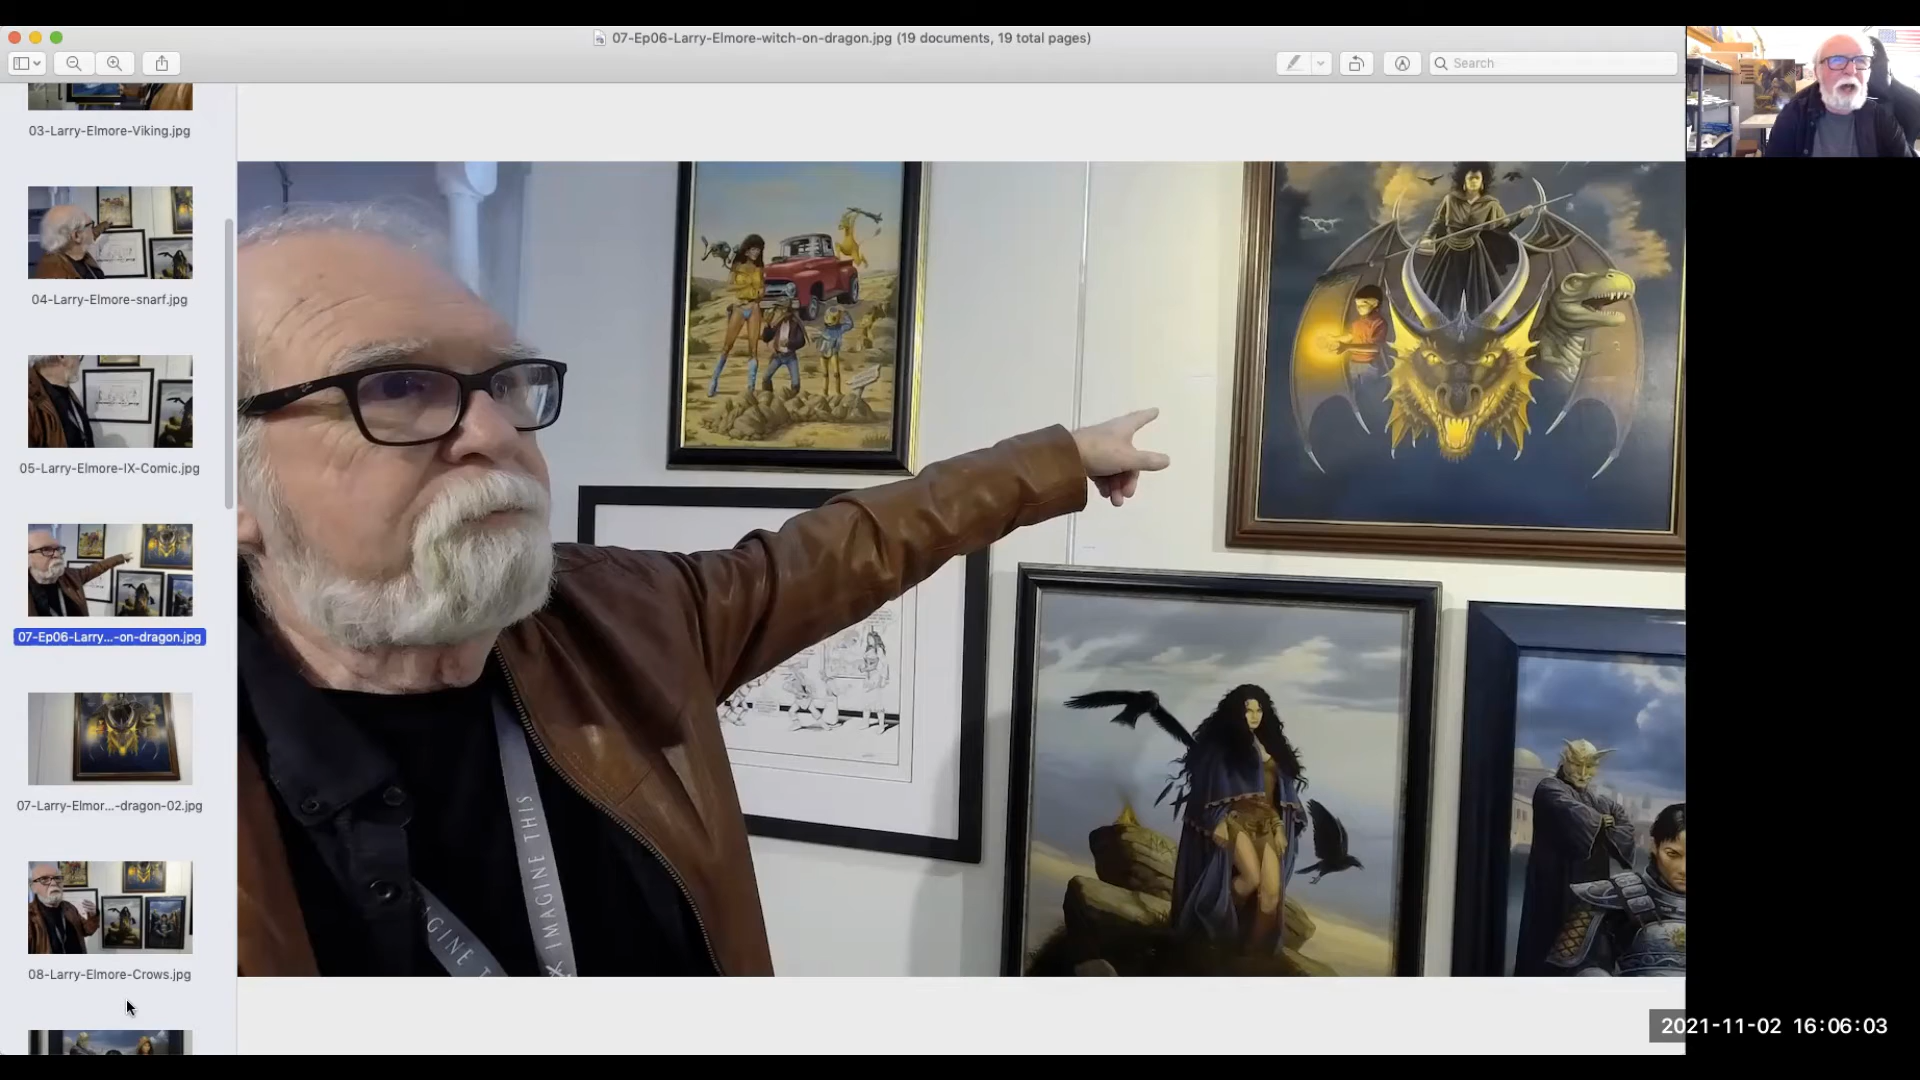 07-Ep06-Larry-Elmore-witch-on-dragon.jpg (19 documents, 19 total pages)
Search
03-Larry-Elmore-Viking.jpg
04-Larry-Elmore-snarf.jpg
05-Larry-Elmore-IX-Comic.jpg
07-Ep06-Larry...-on-dragon.jpg
07-Larry-Elmor...-dragon-02.jpg
08-Larry-Elmore-Crows.jpg
IMAGINE THIS
AGINE T
2021-11-02 16:06:03